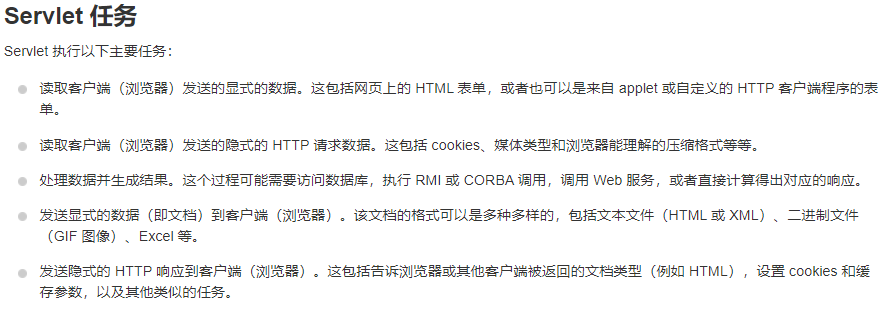 Servlet 任务
Servlet 执行以下主要任务：
读取客户端（浏览器）发送的显式的数据。这包括网页上的 HTML 表单，或者也可以是来自 applet 或自定义的 HTTP 客户端程序的表
单。
读取客户端（浏览器）发送的隐式的 HTTP 请求数据。这包括 cookies、媒体类型和浏览器能理解的压缩格式等等。
处理数据并生成结果。这个过程可能需要访问数据库，执行 RMI 或 CORBA 调用，调用 Web 服务，或者直接计算得出对应的响应。
发送显式的数据（即文档）到客户端（浏览器）。该文档的格式可以是多种多样的，包括文本文件（HTML 或 XML）、二进制文件
（GIF 图像）、Excel 等。
发送隐式的 HTTP 响应到客户端（浏览器）。这包括告诉浏览器或其他客户端被返回的文档类型（例如 HTML），设置 cookies 和缓
存参数，以及其他类似的任务。